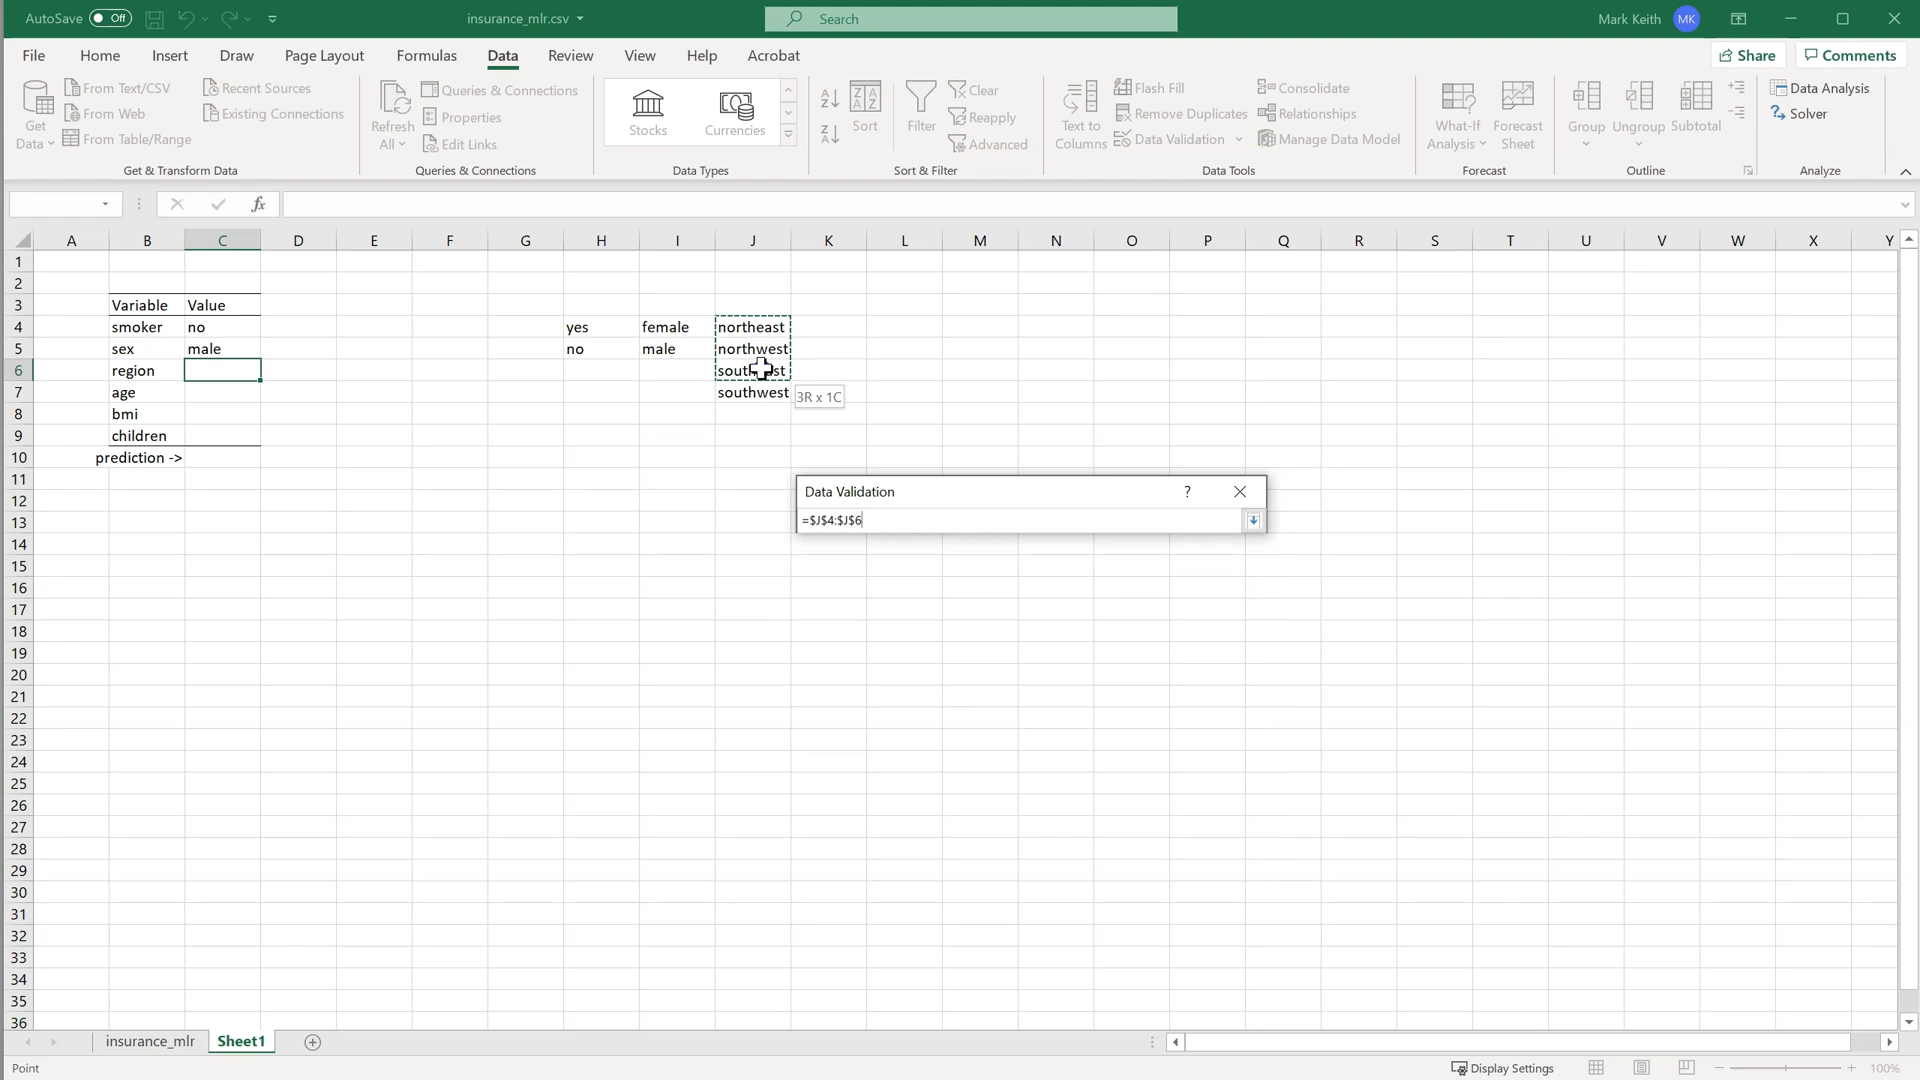 AutoSave Off insurance_mlr.csv Search Mark Keith MK
File Home Insert Draw Page Layout Formulas Data Review View Help Acrobat Share Comments
Get Data
From Text/CSV
From Web
From Table/Range
Recent Sources
Existing Connections
Get & Transform Data
Refresh All
Queries & Connections
Properties
Edit Links
Queries & Connections
Stocks Currencies
Data Types
Sort
Filter
Clear
Reapply
Advanced
Sort & Filter
Text to Columns
Flash Fill
Remove Duplicates
Data Validation
Consolidate
Relationships
Manage Data Model
Data Tools
What-If Analysis
Forecast Sheet
Forecast
Group Ungroup Subtotal
Outline
Data Analysis
Solver
Analyze
fx
A B C D E F G H I J K L M N O P Q R S T U V W X Y
1
2
3 Variable Value
4 smoker no yes female northeast
5 sex male no male northwest
6 region
7 age southwest 3R x 1C
8 bmi
9 children
10 prediction ->
11
Data Validation ?
12
=$J$4:$J$6
13
14
15
16
17
18
19
20
21
22
23
24
25
26
27
28
29
30
31
32
33
34
35
36
insurance_mlr Sheet1
Point Display Settings 100%